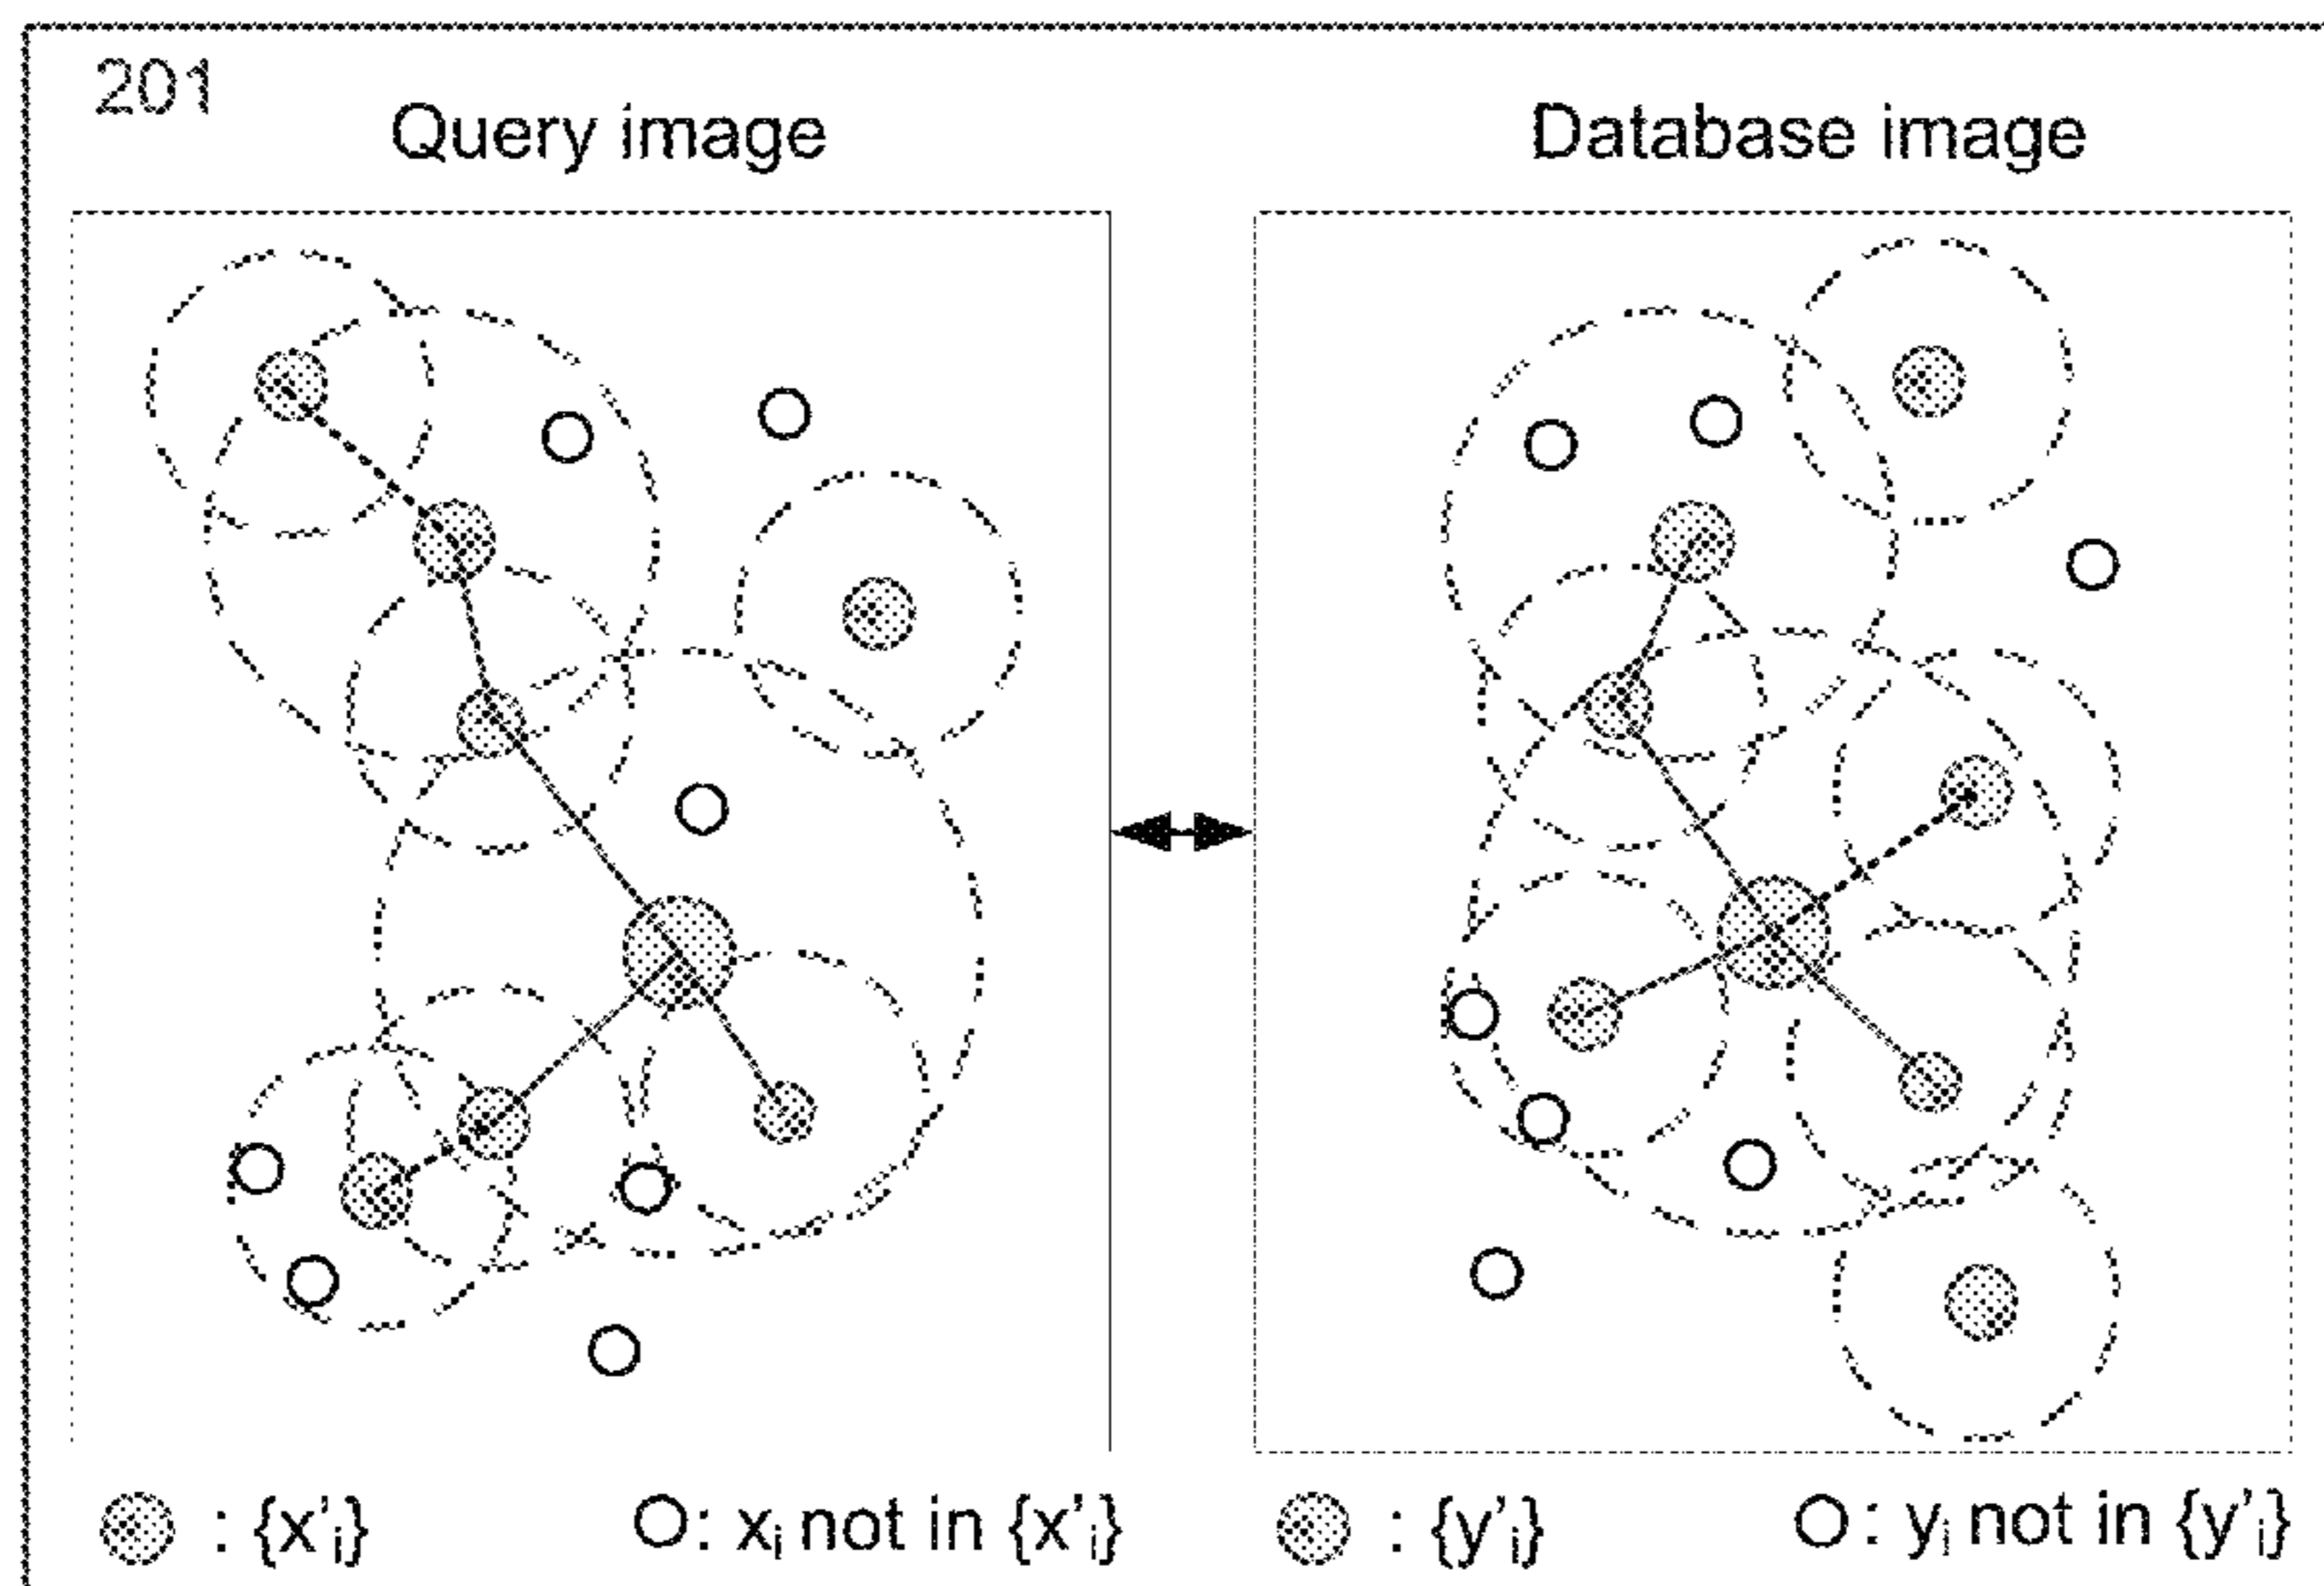 201
Query image
Database image
: {x'i}
: xi not in {x'i}
: {y'i}
: yi not in {y'i}